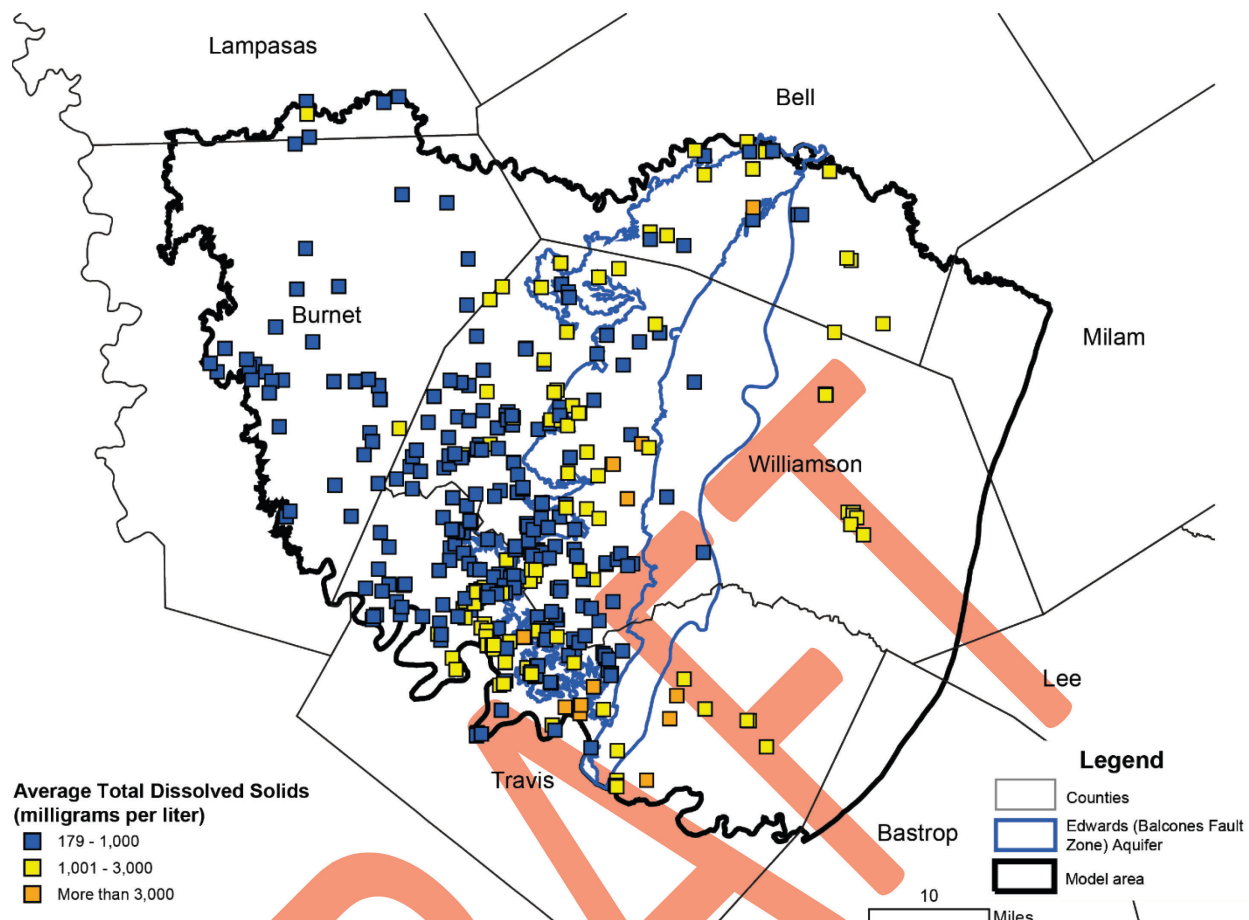 Lampasas
Bell
Burnet
Milam
Williamson
Lee
Travis
Bastrop
Average Total Dissolved Solids
(milligrams per liter)
179 - 1,000
1,001 - 3,000
More than 3,000
Legend
Counties
Edwards (Balcones Fault
Zone) Aquifer
Model area
10
Miles